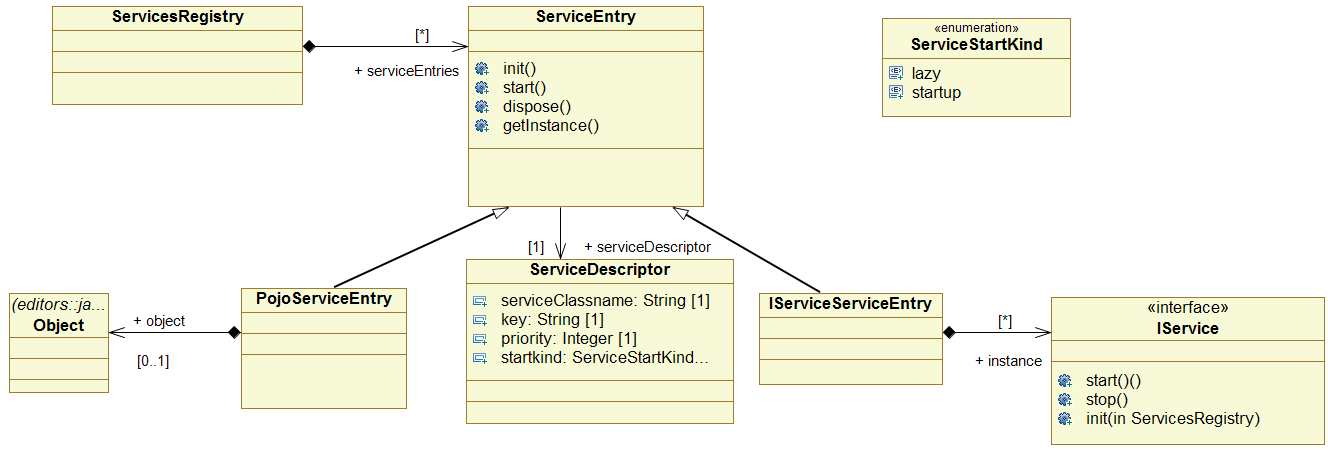 ServicesRegistry
[*]
+ serviceEntries
ServiceEntry
init()
start()
dispose()
getInstance()
«enumeration»
ServiceStartKind
lazy
startup
[1]
+ serviceDescriptor
(editors::ja...
Object
+ object
[0..1]
PojoServiceEntry
ServiceDescriptor
serviceClassname: String [1]
key: String [1]
priority: Integer [1]
startkind: ServiceStartKind...
IServiceServiceEntry
[*]
+ instance
«interface»
IService
start()()
stop()
init(in ServicesRegistry)